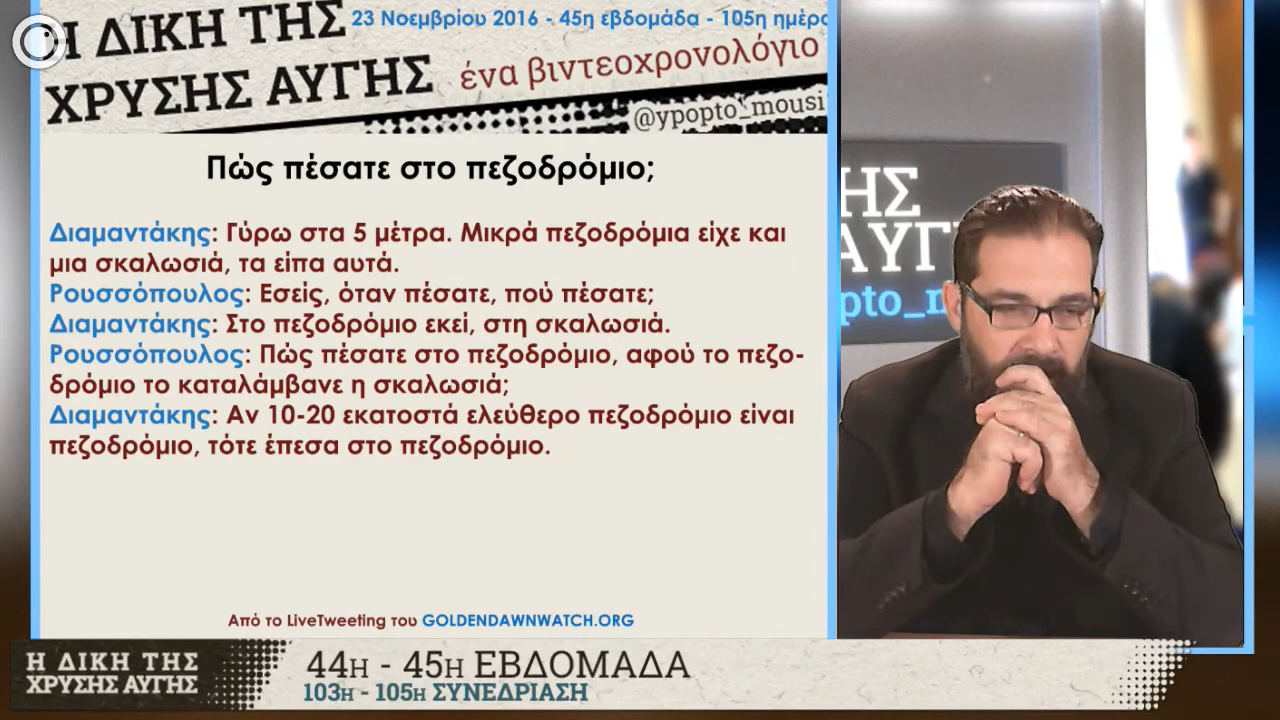 Η ΔΙΚΗ ΤΗΣ
ΧΡΥΣΗΣ ΑΥΓΗΣ
23 Νοεμβρίου 2016 - 45η εβδομάδα - 105η ημέρα
ένα βιντεοχρονολόγιο
@ypopto_mousi
Πώς πέσατε στο πεζοδρόμιο;
Διαμαντάκης: Γύρω στα 5 μέτρα. Μικρά πεζοδρόμια είχε και
μια σκαλωσιά, τα είπα αυτά.
Ρουσσόπουλος: Εσείς, όταν πέσατε, πού πέσατε;
Διαμαντάκης: Στο πεζοδρόμιο εκεί, στη σκαλωσιά.
Ρουσσόπουλος: Πώς πέσατε στο πεζοδρόμιο, αφού το πεζο-
δρόμιο το καταλάμβανε η σκαλωσιά;
Διαμαντάκης: Αν 10-20 εκατοστά ελεύθερο πεζοδρόμιο είναι
πεζοδρόμιο, τότε έπεσα στο πεζοδρόμιο.
Από το LiveTweeting του GOLDENDAWNWATCH.ORG
ΗΣ
ΑΥΓ
ypto_m
Η ΔΙΚΗ ΤΗΣ
ΧΡΥΣΗΣ ΑΥΓΗΣ
44Η - 45Η ΕΒΔΟΜΑΔΑ
103Η - 105Η ΣΥΝΕΔΡΙΑΣΗ